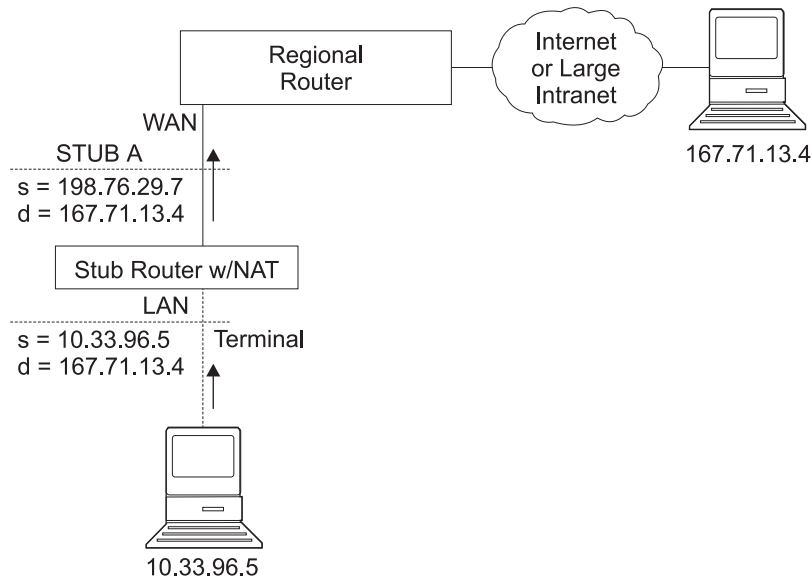 Regional
Router
Internet
or Large
Intranet
167.71.13.4
WAN
STUB A
s = 198.76.29.7
d = 167.71.13.4
Stub Router w/NAT
LAN
s = 10.33.96.5
d = 167.71.13.4
Terminal
10.33.96.5